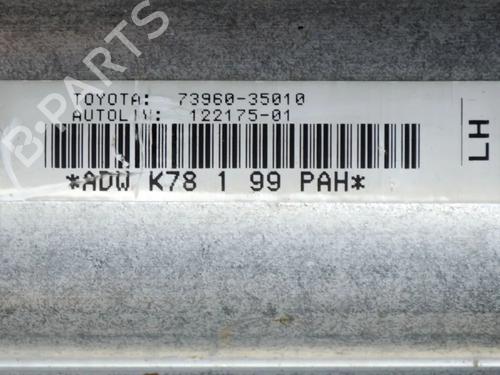 TOYOTA: 73960-35010
AUTOLIV: 122175-01
*ADW K78 1 99 PAH*
LH
B-PARTS